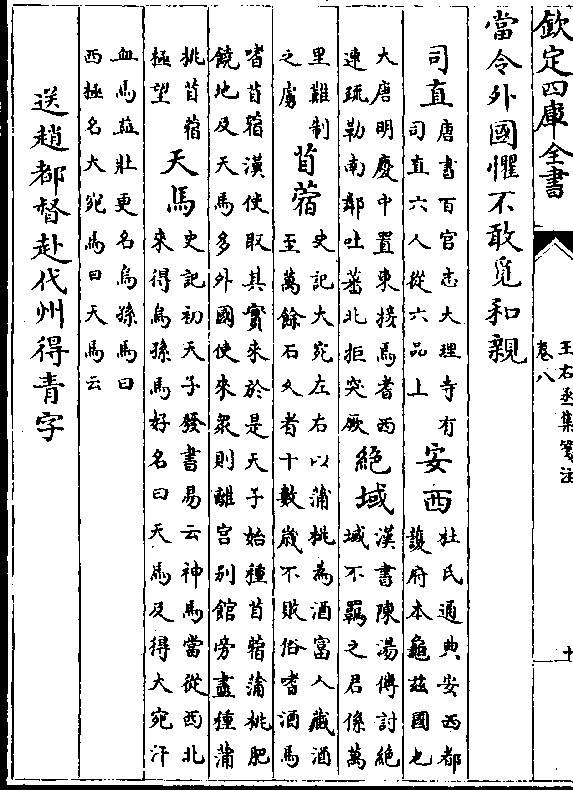 欽定四庫全書
王右丞集箋注
卷八
十
當令外國懼不敢覓和親
司直
唐書百官志大理寺有
司直六人從六品上
安西
杜氏通典安西都
護府本龜兹國也
大唐明慶中置東接焉耆西
連疏勒南鄰吐蕃北拒突厥
絶域
漢書陳湯傳討絶
域不羈之君係萬
里難制
之虜
苜蓿
史記大宛左右以蒲桃為酒富人藏酒
至萬餘石久者十數歲不敗俗嗜酒馬
嗜苜蓿漢使取其實來於是天子始種苜蓿蒲桃肥
饒地及天馬多外國使來衆則離宫别館旁盡種蒲
桃苜蓿
極望
天馬
史記初天子發書易云神馬當從西北
來得烏孫馬好名曰天馬及得大宛汗
血馬益壯更名烏孫馬曰
西極名大宛馬曰天馬云
送趙都督赴代州得青字